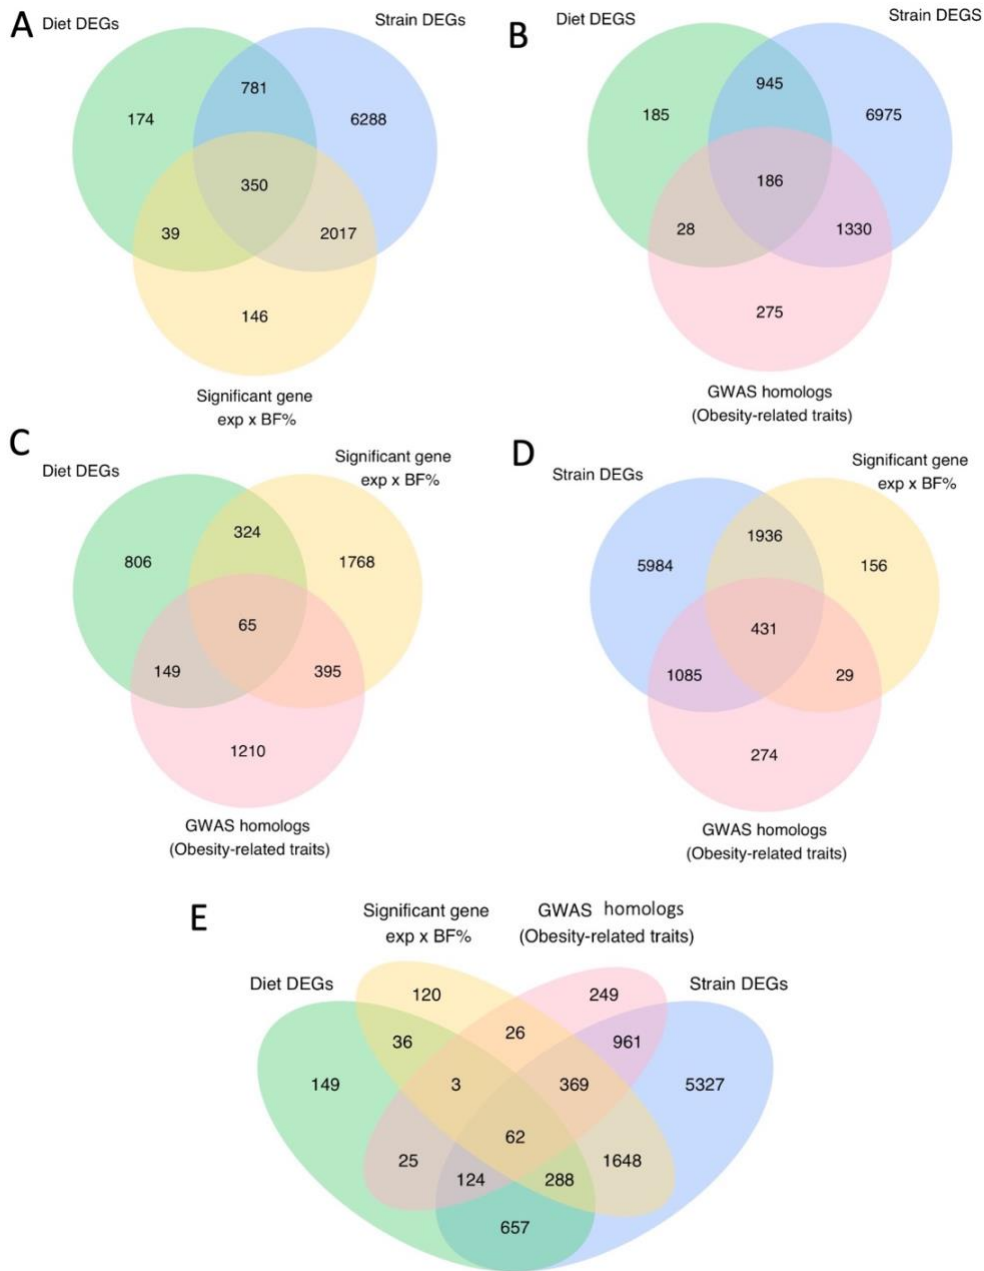 A
Diet DEGs
Strain DEGs
781
174
6288
350
39
2017
146
Significant gene
exp x BF%
B
Diet DEGS
Strain DEGS
945
185
6975
186
28
1330
275
GWAS homologs
(Obesity-related traits)
C
Diet DEGs
Significant gene
exp x BF%
324
806
1768
65
149
395
1210
GWAS homologs
(Obesity-related traits)
D
Strain DEGs
Significant gene
exp x BF%
1936
5984
156
431
1085
29
274
GWAS homologs
(Obesity-related traits)
E
Significant gene
exp x BF%
GWAS homologs
(Obesity-related traits)
Diet DEGs
Strain DEGs
120
249
36
26
961
149
3
369
5327
62
25
124
288
1648
657